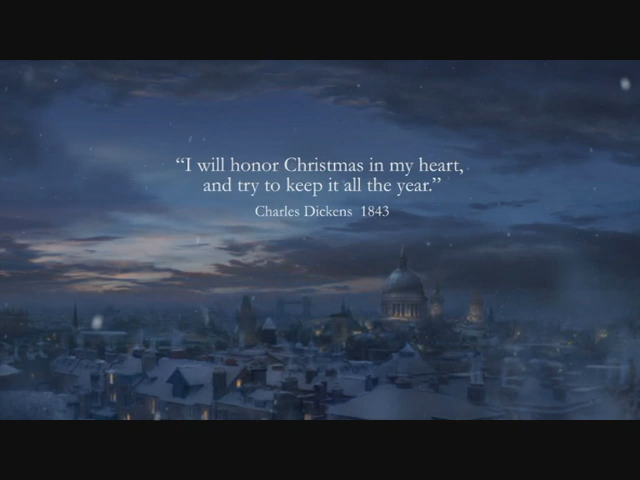 “I will honor Christmas in my heart,
and try to keep it all the year.”
Charles Dickens 1843